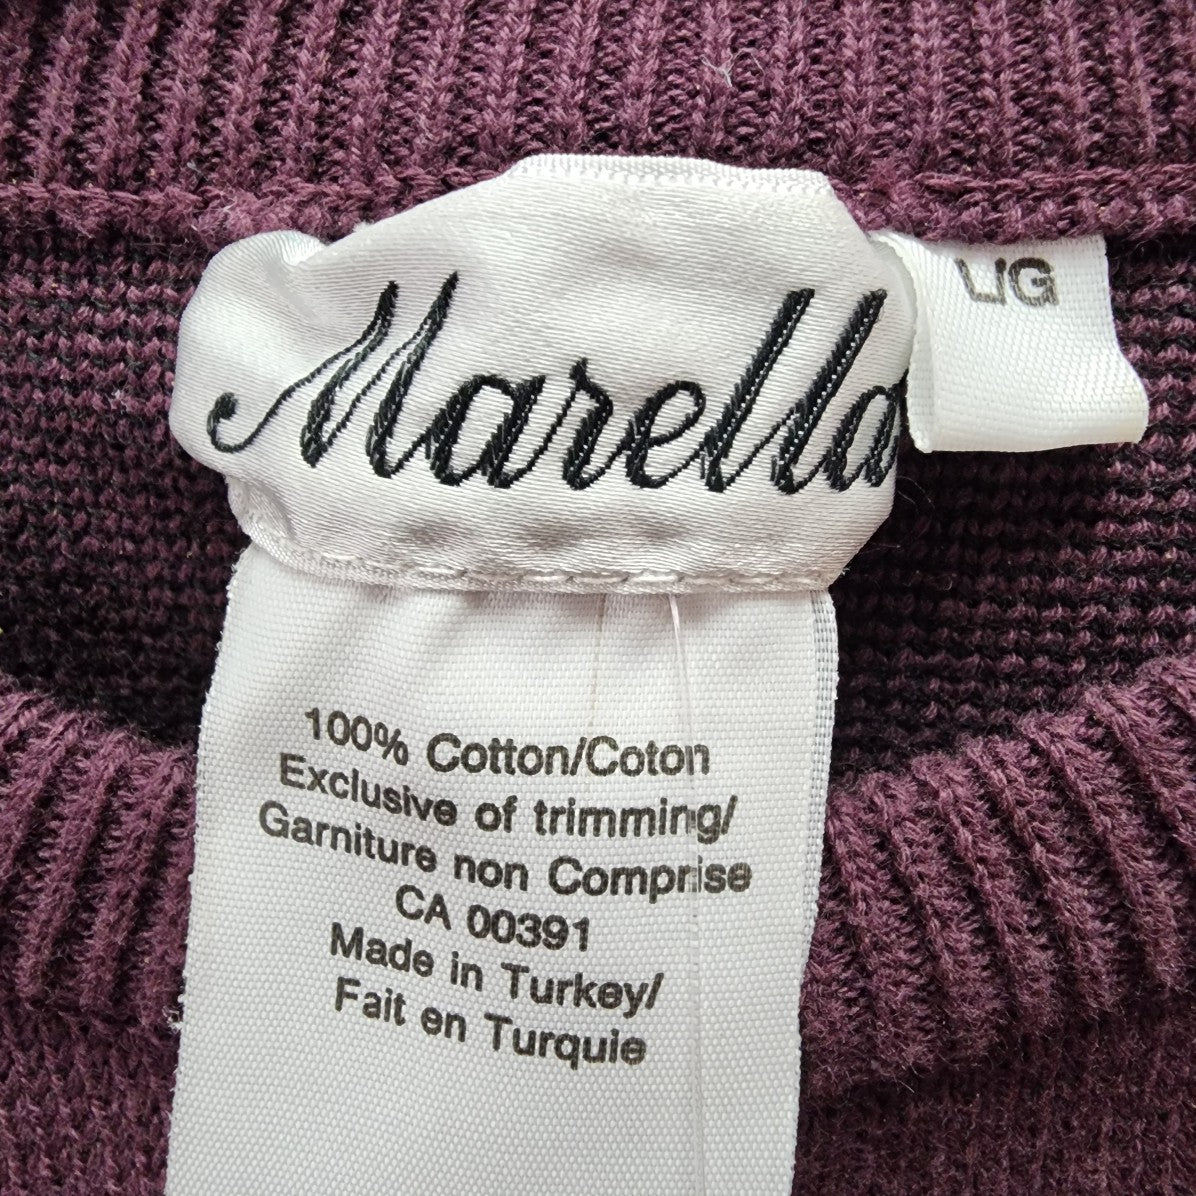 Marella
L/G
100% Cotton/Coton
Exclusive of trimming/
Garniture non Comprise
CA 00391
Made in Turkey/
Fait en Turquie